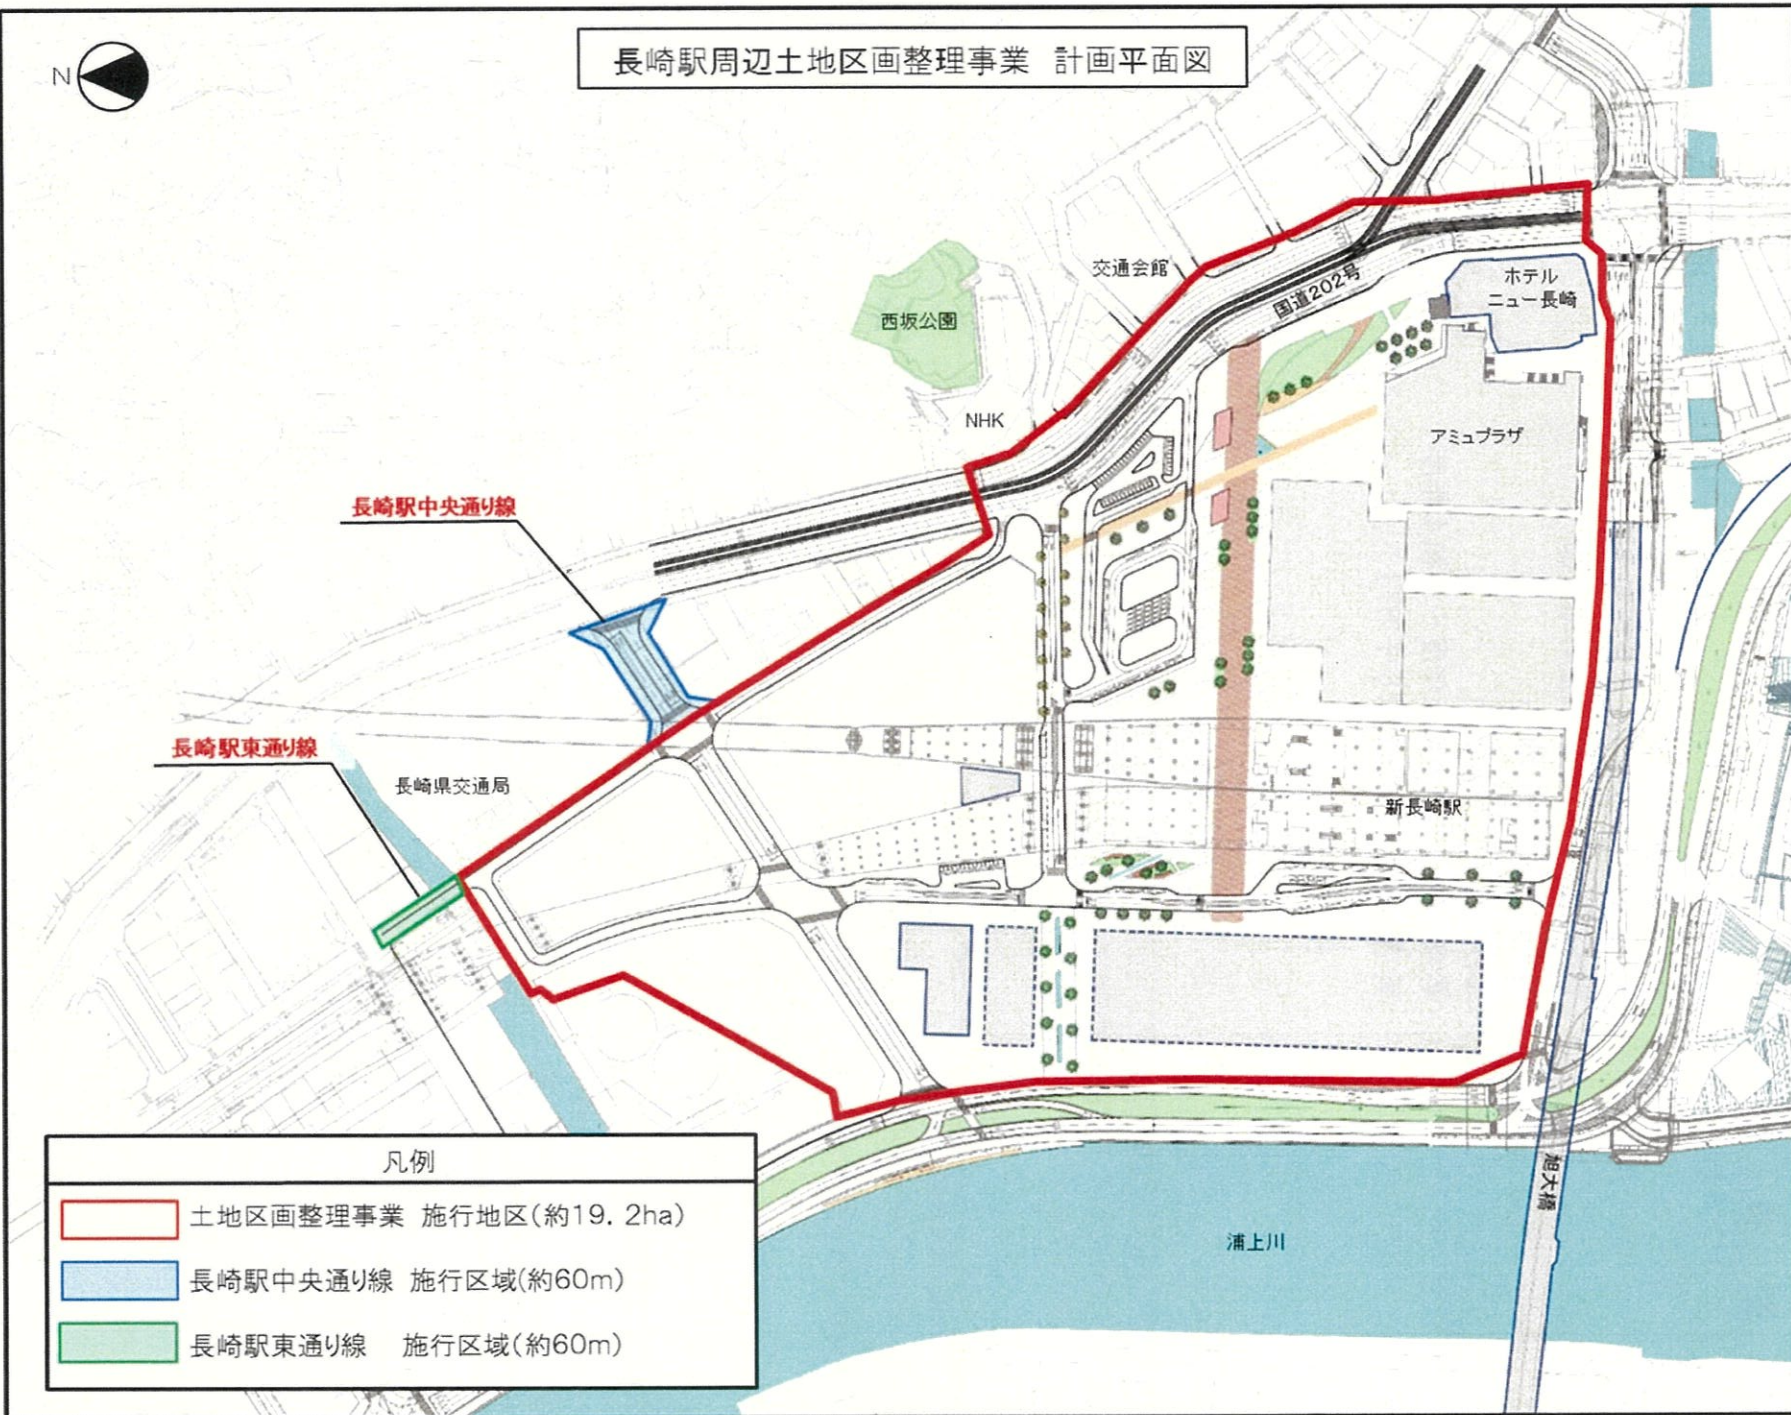 長崎駅周辺土地区画整理事業 計画平面図
N
交通会館
ホテル
ニュー長崎
国道202号
西坂公園
NHK
アミュプラザ
長崎駅中央通り線
長崎駅東通り線
長崎県交通局
新長崎駅
旭大橋
浦上川
凡例
土地区画整理事業 施行地区(約19.2ha)
長崎駅中央通り線 施行区域(約60m)
長崎駅東通り線 施行区域(約60m)